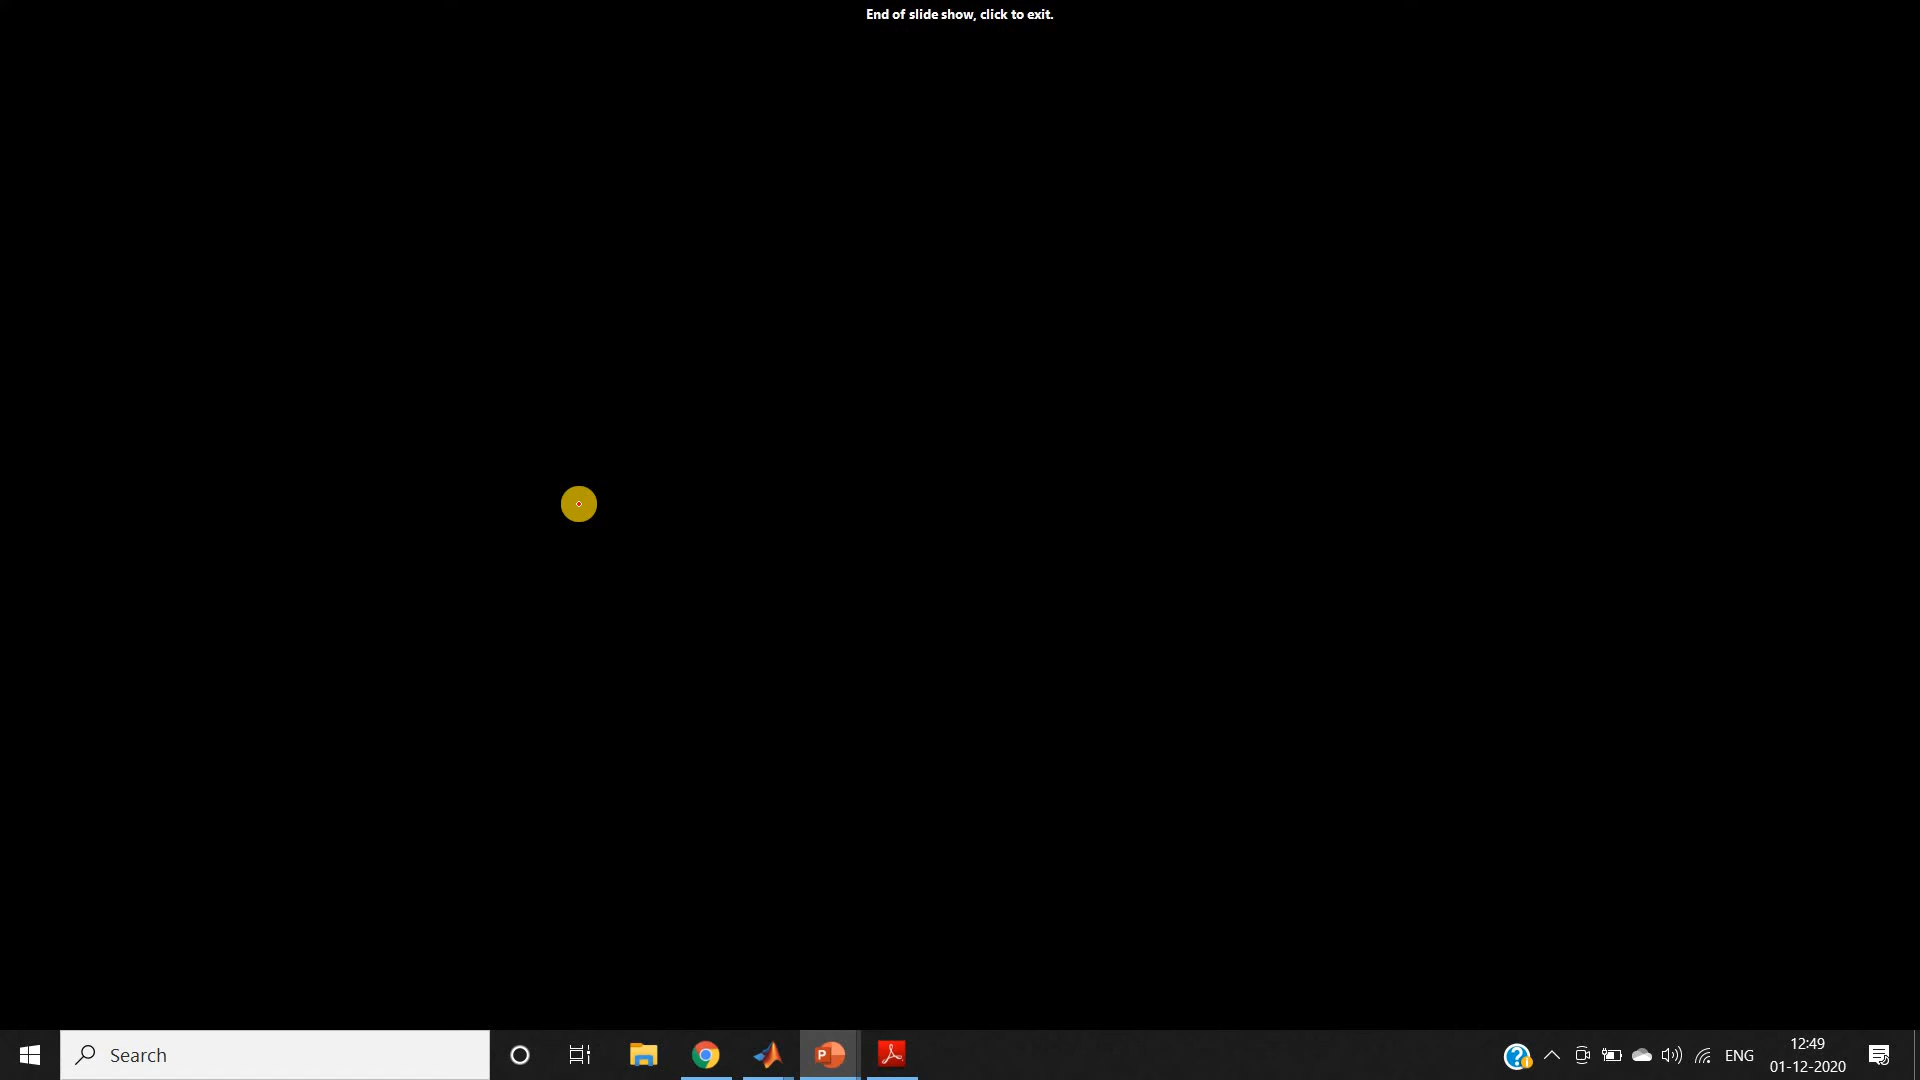 End of slide show, click to exit.
Search
ENG
12:49
01-12-2020